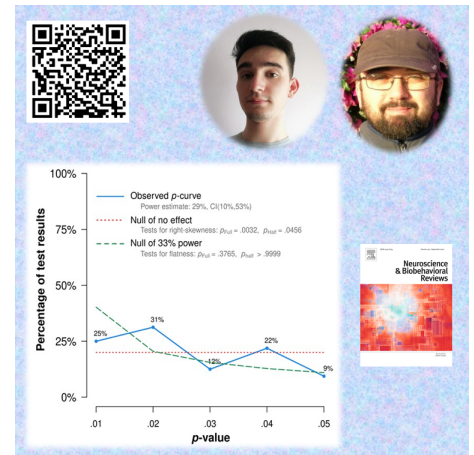 100%
75%
50%
25%
0%
Percentage of test results
Observed p-curve
Power estimate: 29%, CI(10%,53%)
Null of no effect
Tests for right-skewness: pFull = .0032, pHalf = .0456
Null of 33% power
Tests for flatness: pFull = .3765, pHalf > .9999
25%
31%
12%
22%
9%
.01
.02
.03
.04
.05
p-value
Neuroscience
& Biobehavioral
Reviews